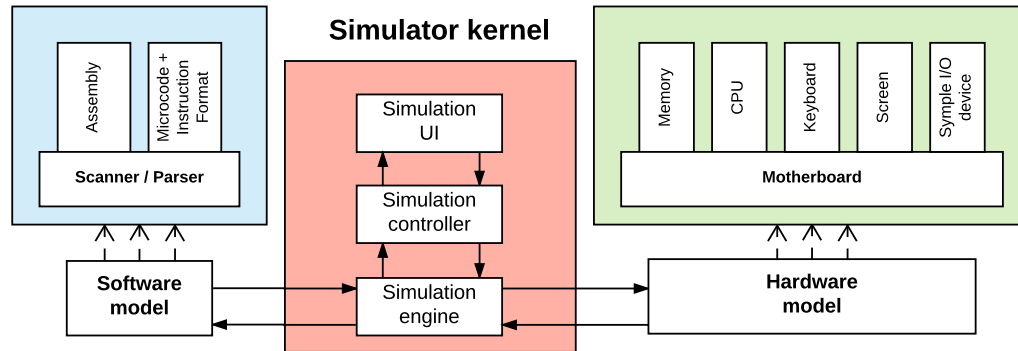 Simulator kernel
Assembly
Microcode +
Instruction
Format
Scanner / Parser
Software
model
Simulation
UI
Simulation
controller
Simulation
engine
Memory
CPU
Keyboard
Screen
Symple I/O
device
Motherboard
Hardware
model